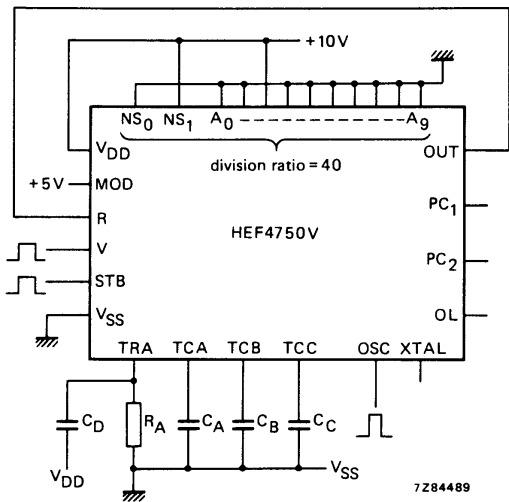 +10V
NS0 NS1 A0 ---------------- A9
division ratio = 40
VDD
OUT
+5V
MOD
R
PC1
HEF4750V
V
PC2
STB
OL
VSS
TRA TCA TCB TCC OSC XTAL
CD RA CA CB CC
VDD
VSS
7Z84489